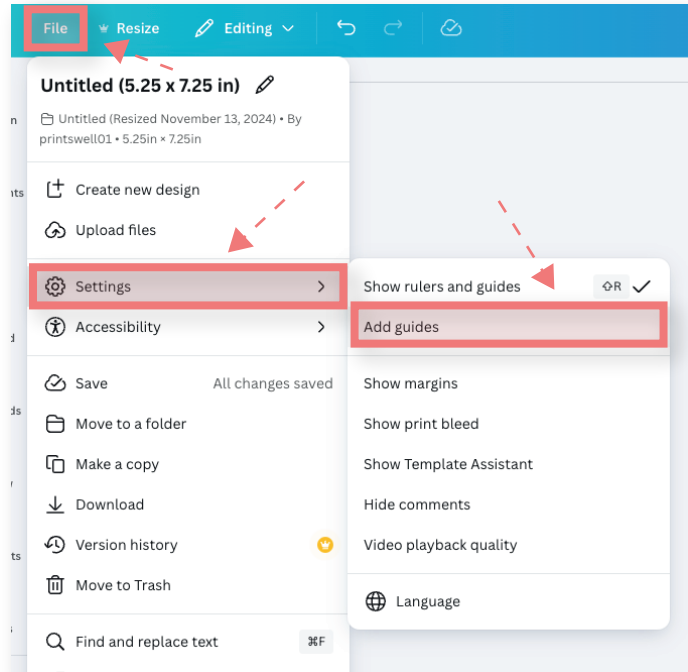 File Resize Editing
Untitled (5.25 x 7.25 in)
Untitled (Resized November 13, 2024) • By
printswell01 • 5.25in × 7.25in
Create new design
Upload files
Settings
Accessibility
Save All changes saved
Move to a folder
Make a copy
Download
Version history
Move to Trash
Find and replace text ⌘F
Show rulers and guides ⇧R
Add guides
Show margins
Show print bleed
Show Template Assistant
Hide comments
Video playback quality
Language